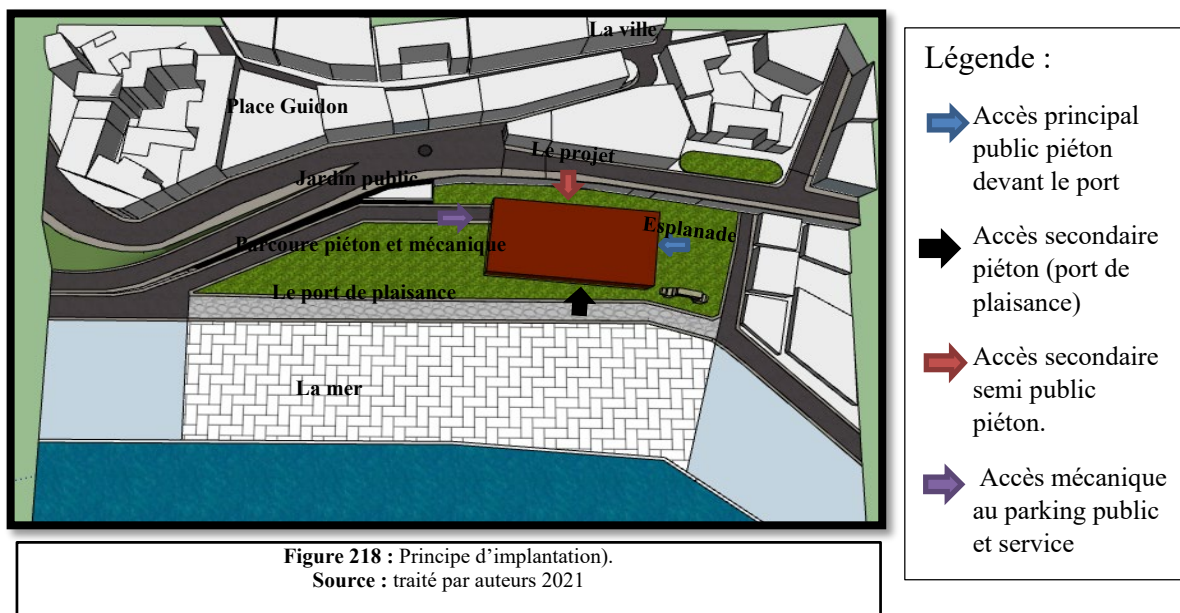 La ville
Place Guidon
Le projet
Jardin public
Esplanade
Parcoure piéton et mécanique
Le port de plaisance
La mer
Légende :
Accès principal
public piéton
devant le port
Accès secondaire
piéton (port de
plaisance)
Accès secondaire
semi public
piéton.
Accès mécanique
au parking public
et service
Figure 218 : Principe d’implantation).
Source : traité par auteurs 2021